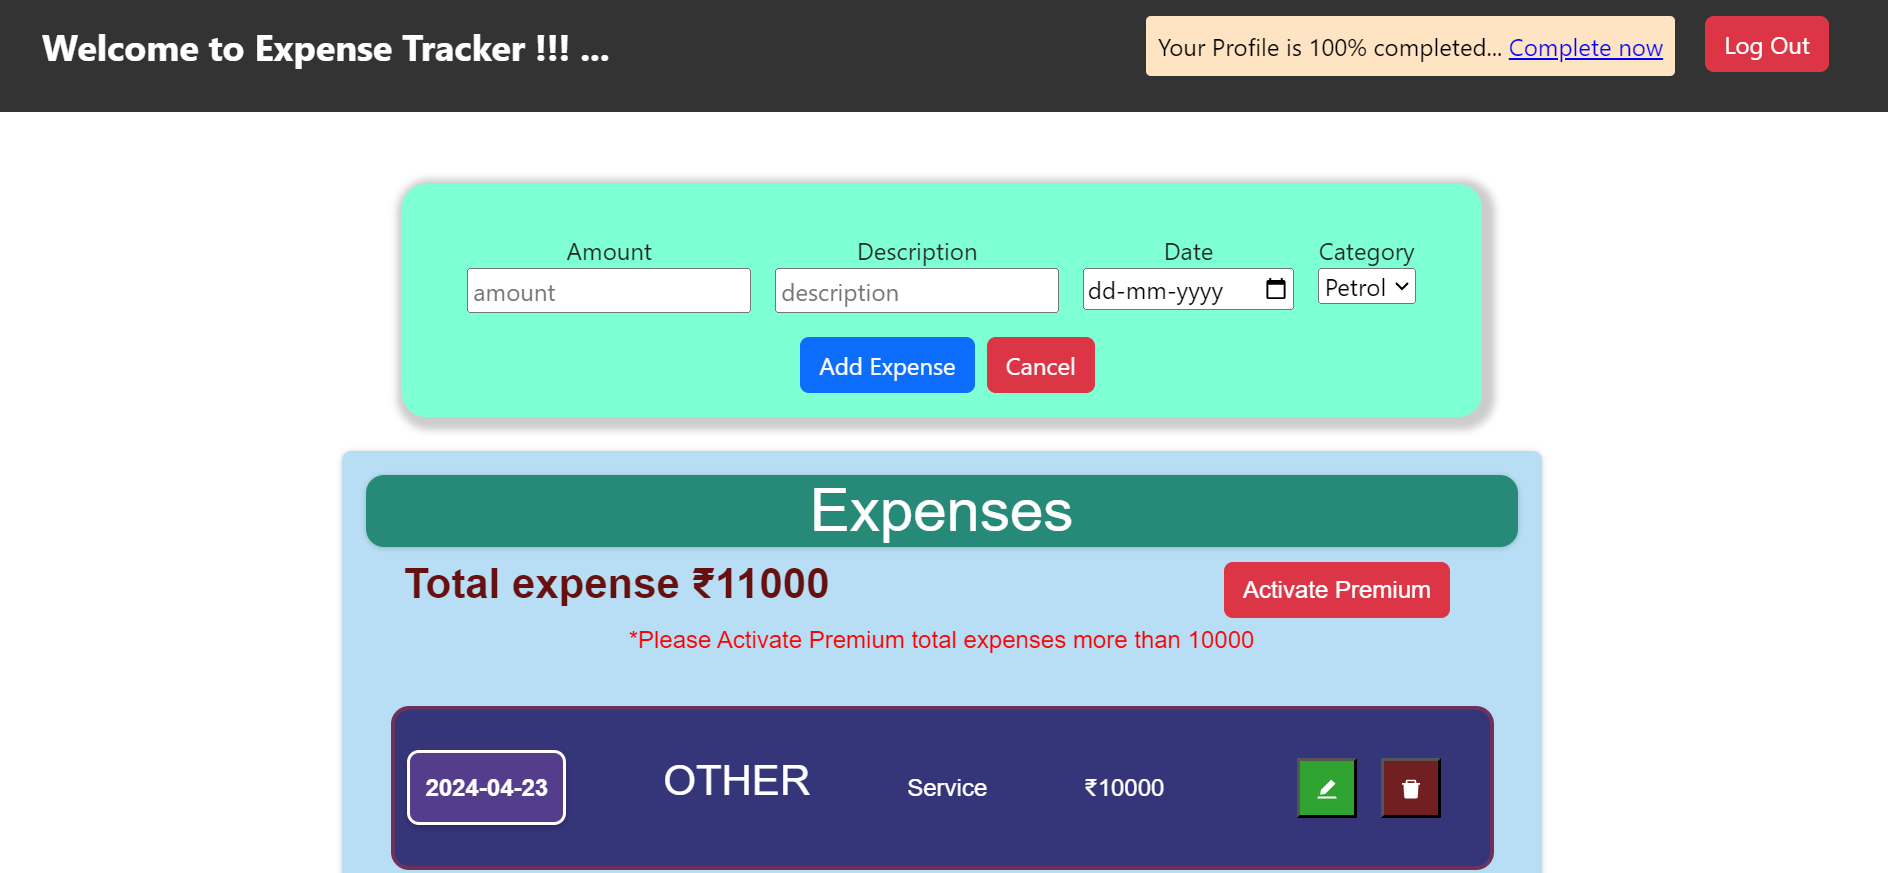 Welcome to Expense Tracker !!! ...
Your Profile is 100% completed... Complete now
Log Out
Amount Description Date Category
amount description dd-mm-yyyy Petrol
Add Expense Cancel
Expenses
Total expense ₹11000
Activate Premium
*Please Activate Premium total expenses more than 10000
2024-04-23 OTHER Service ₹10000